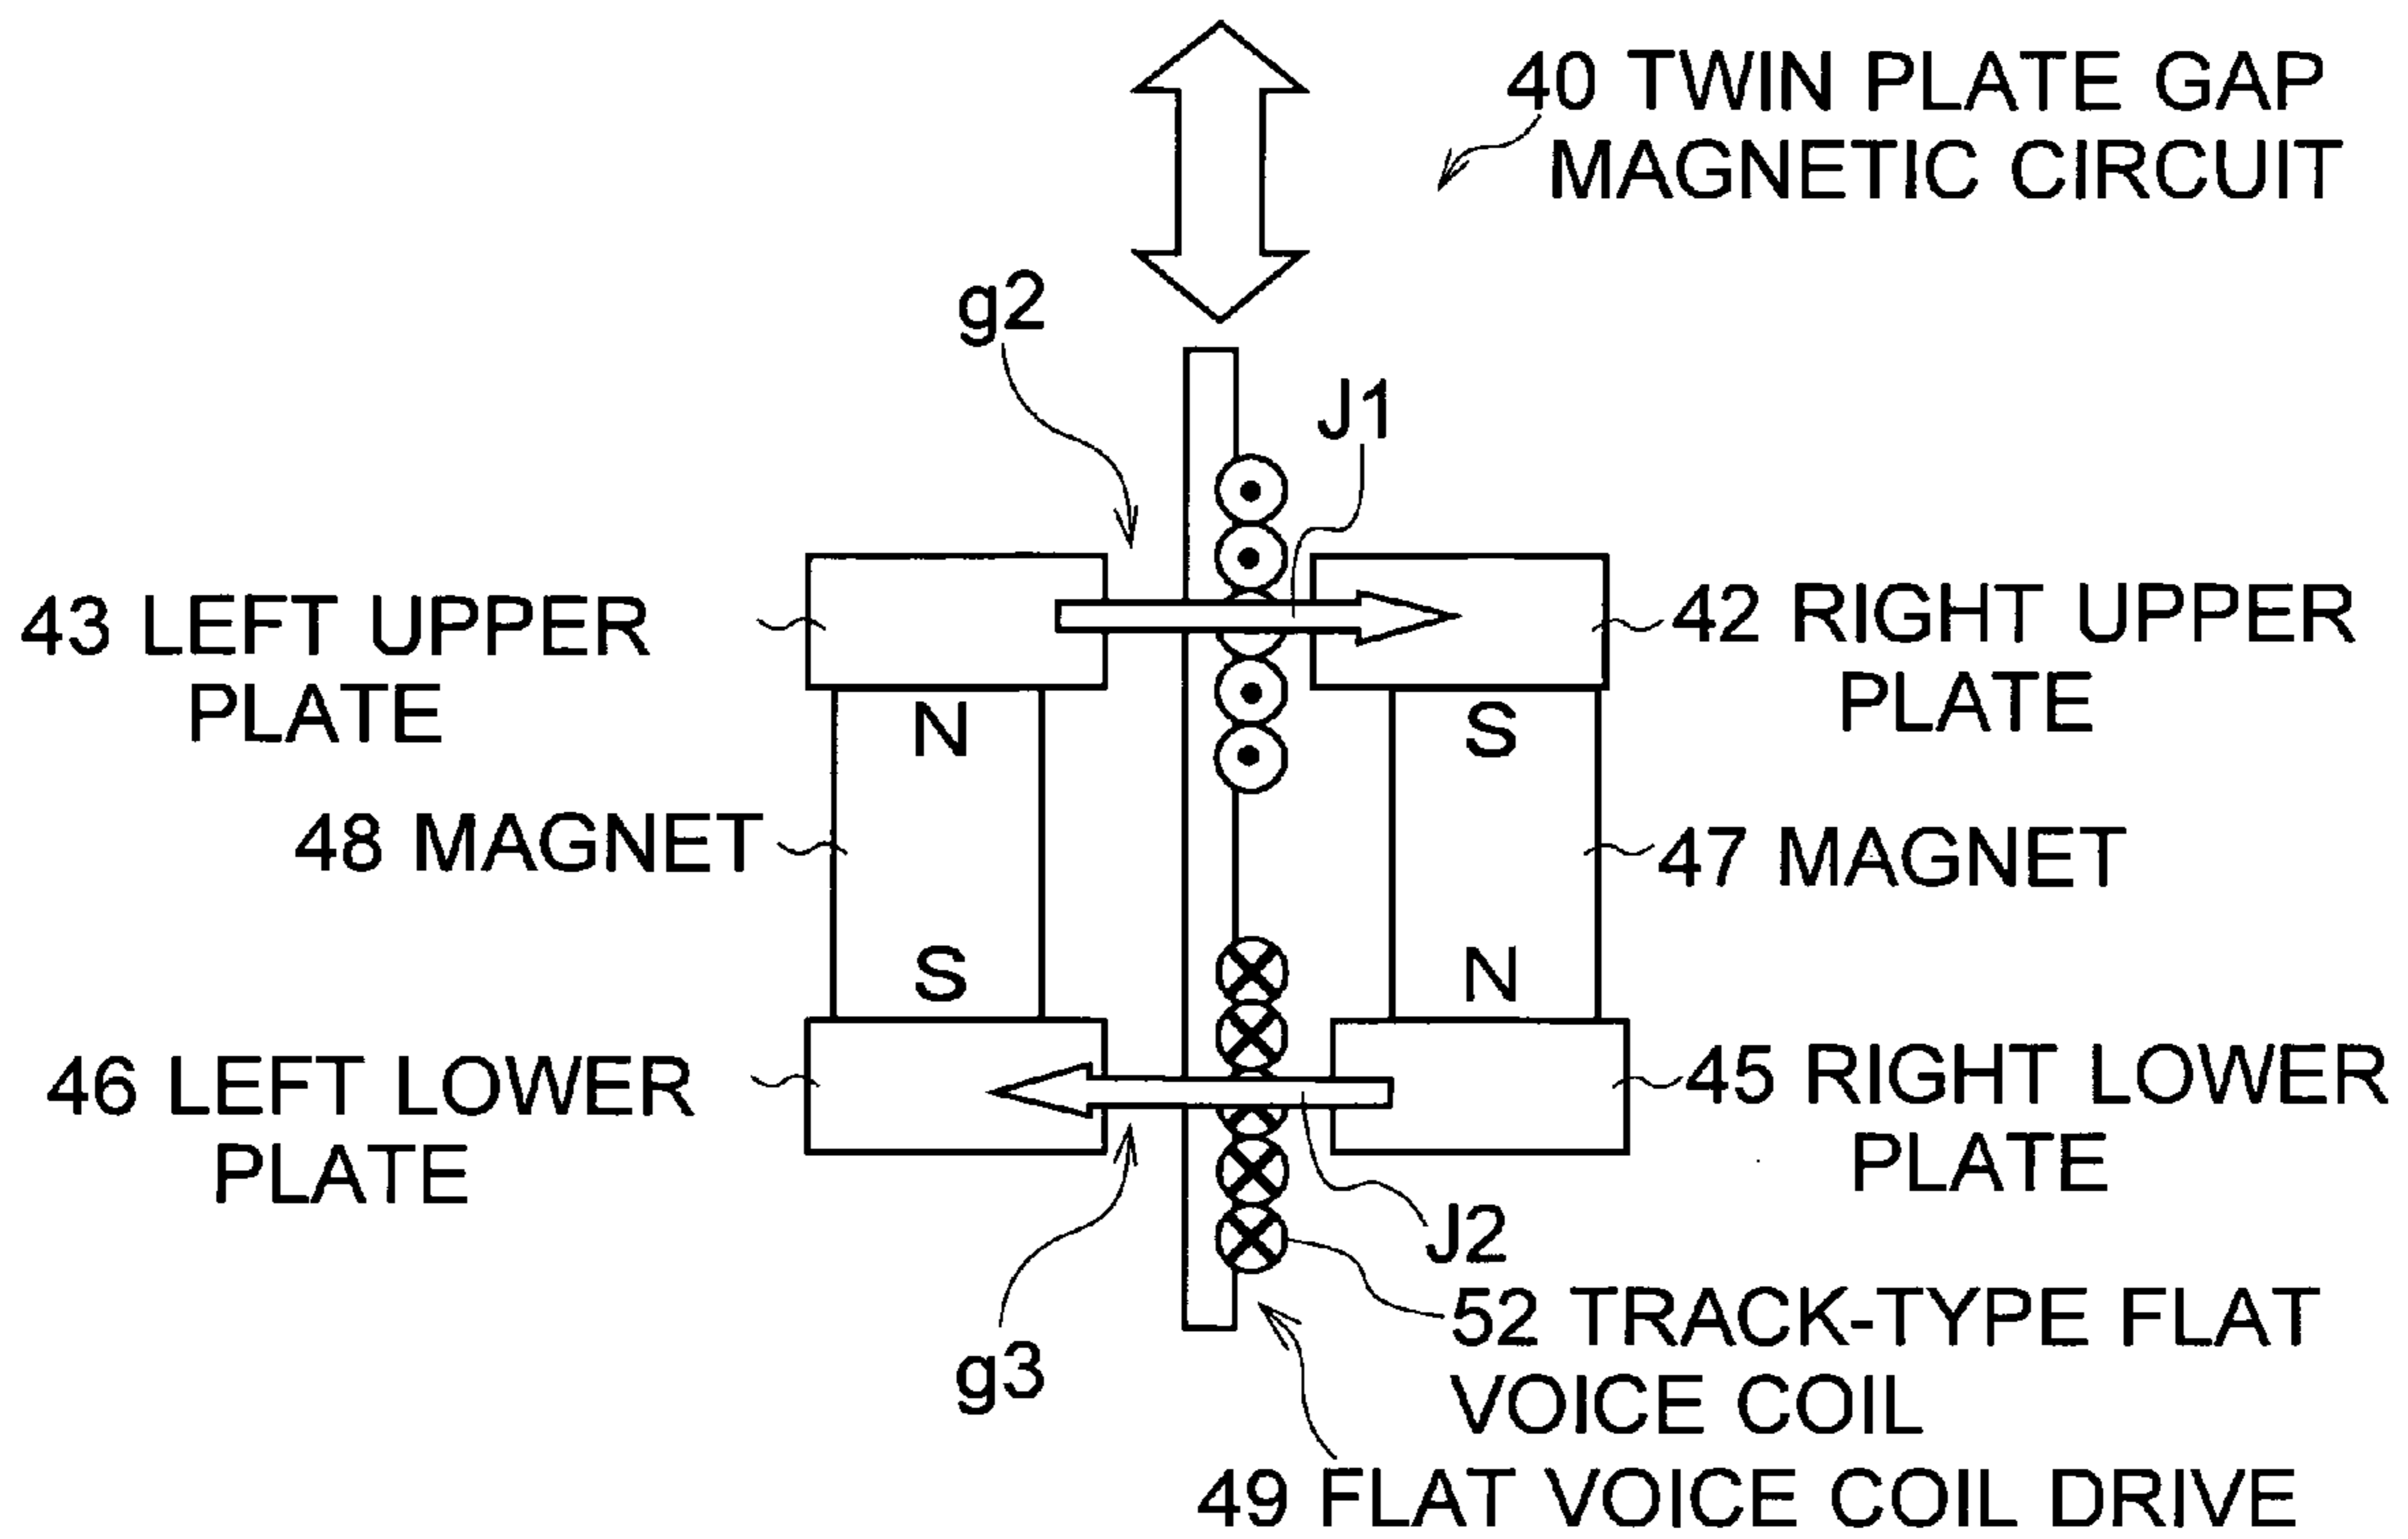 40 TWIN PLATE GAP
MAGNETIC CIRCUIT
g2
J1
43 LEFT UPPER
PLATE
42 RIGHT UPPER
PLATE
N
S
48 MAGNET
47 MAGNET
S
N
46 LEFT LOWER
PLATE
45 RIGHT LOWER
PLATE
J2
g3
52 TRACK-TYPE FLAT
VOICE COIL
49 FLAT VOICE COIL DRIVE